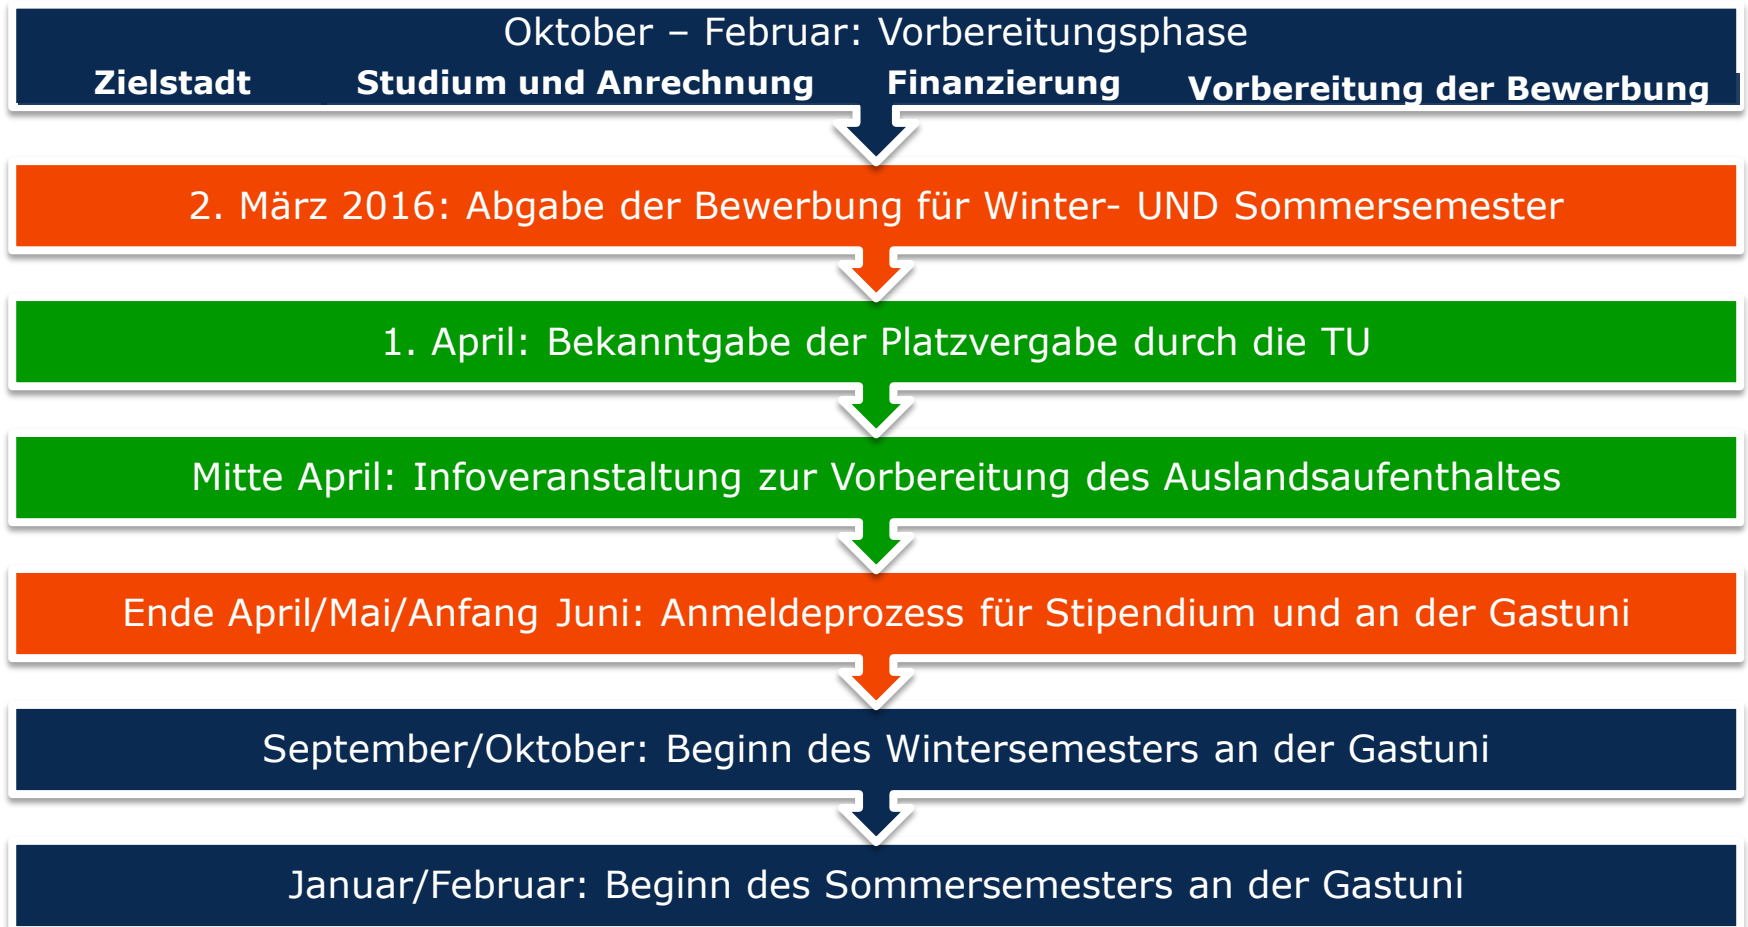 Oktober – Februar: Vorbereitungsphase
Zielstadt Studium und Anrechnung Finanzierung Vorbereitung der Bewerbung
2. März 2016: Abgabe der Bewerbung für Winter- UND Sommersemester
1. April: Bekanntgabe der Platzvergabe durch die TU
Mitte April: Infoveranstaltung zur Vorbereitung des Auslandsaufenthaltes
Ende April/Mai/Anfang Juni: Anmeldeprozess für Stipendium und an der Gastuni
September/Oktober: Beginn des Wintersemesters an der Gastuni
Januar/Februar: Beginn des Sommersemesters an der Gastuni